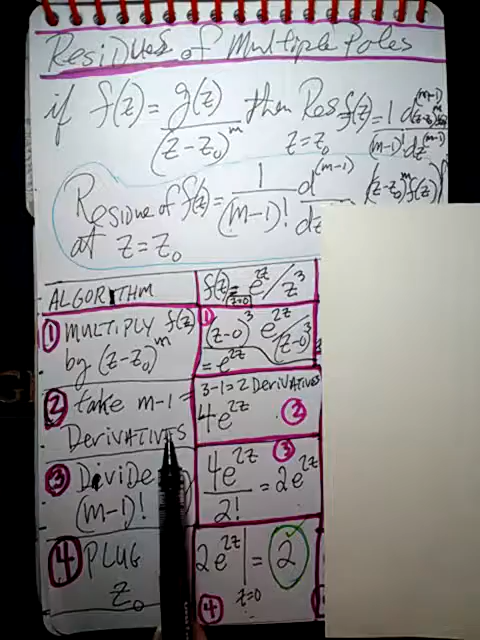 Residues of Multiple Poles
if f(z) = g(z)/(z-z₀)^m then Res f(z) = 1/(m-1)! d^(m-1)/dz^(m-1)
z=z₀
Residue of f(z) = 1/(m-1)! d^(m-1)/dz (z-z₀)^m f(z)
at z=z₀
ALGORITHM
f(z)= e^2z/z³
z=0
① MULTIPLY f(z)
by (z-z₀)^m
① (z-0)³ e^2z/(z-0)³
= e^2z
② take m-1 =
DERIVATIVES
3-1=2 DERIVATIVES
4e^2z ②
③ Divide
(m-1)!
③
4e^2z/2! = 2e^2z
④ PLUG
z₀
2e^2z| = 2
z=0
④